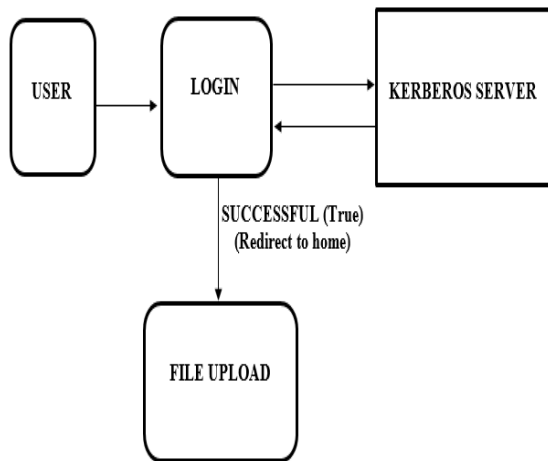 USER
LOGIN
KERBEROS SERVER
SUCCESSFUL (True)
(Redirect to home)
FILE UPLOAD